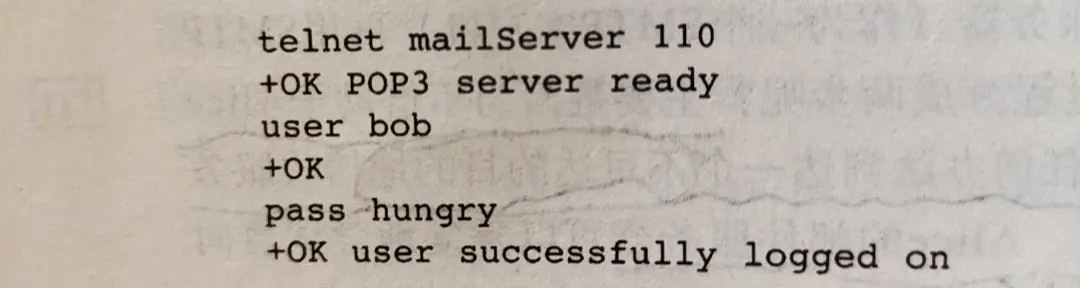 telnet mailServer 110
+OK POP3 server ready
user bob
+OK
pass hungry
+OK user successfully logged on